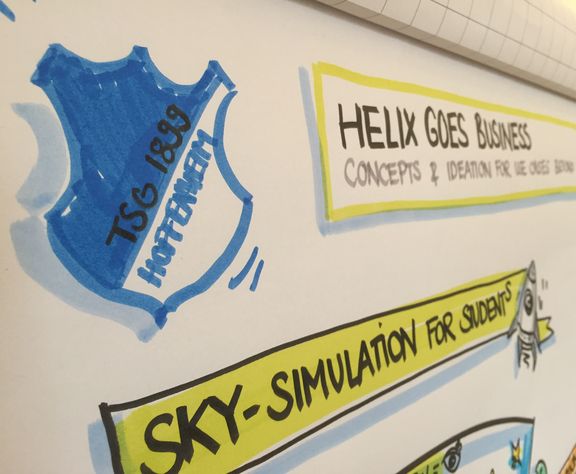 TSG 1899
HOFFENHEIM
HELIX GOES BUSINESS
CONCEPTS & IDEATION FOR USE CASES BEYOND
SKY-SIMULATION FOR STUDENTS